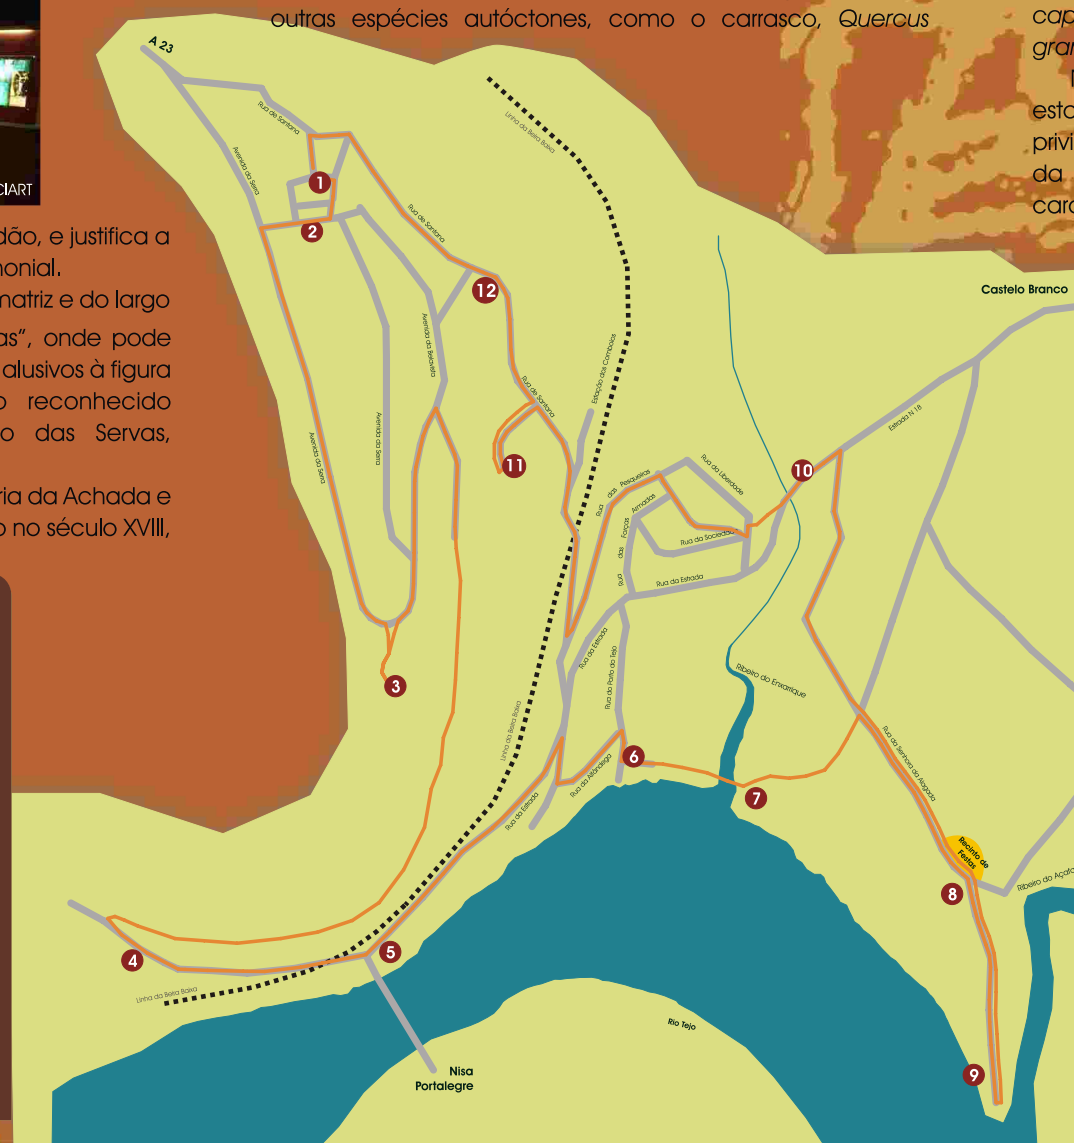 outras espécies autóctones, como o carrasco, Quercus
CIART
dão, e justifica a
nonial.
matriz e do largo
as”, onde pode
alusivos à figura
o reconhecido
o das Servas,
ria da Achada e
o no século XVIII,
cap
gran
esta
privi
da
card
A 23
Rua de Santana
Avenida da Serra
1
2
Rua de Santana
Linha da Beira Baixa
12
Avenida da Belavista
Avenida da Serra
Avenida da Serra
Rua de Santana
Estação dos Comboios
11
3
Castelo Branco
Estrada N 18
10
Rua da Liberdade
Rua das Pesqueiras
Rua das Forças Armadas
Rua da Sociedade
Rua da Estrada
Rua da Estrada
Rua do Porto do Tejo
Ribeiro do Enxarrique
Linha da Beira Baixa
6
Rua da Alfândega
Rua da Estrada
7
Rua da Senhora da Alagada
Recinto de
Festas
8
Ribeiro do Açafal
4
5
Linha da Beira Baixa
Rio Tejo
Nisa
Portalegre
9